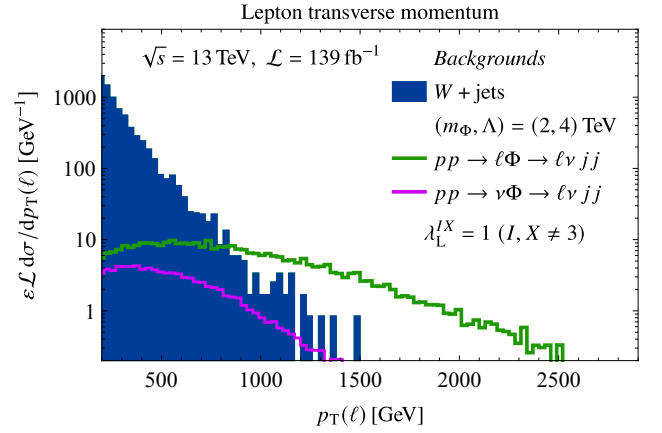 Lepton transverse momentum
√s = 13 TeV, ℒ = 139 fb⁻¹
Backgrounds
W + jets
(m_Φ, Λ) = (2, 4) TeV
pp → ℓΦ → ℓν jj
pp → νΦ → ℓν jj
λ_L^{IX} = 1 (I, X ≠ 3)
εℒ dσ/dp_T(ℓ) [GeV⁻¹]
1000
100
10
1
500 1000 1500 2000 2500
p_T(ℓ) [GeV]